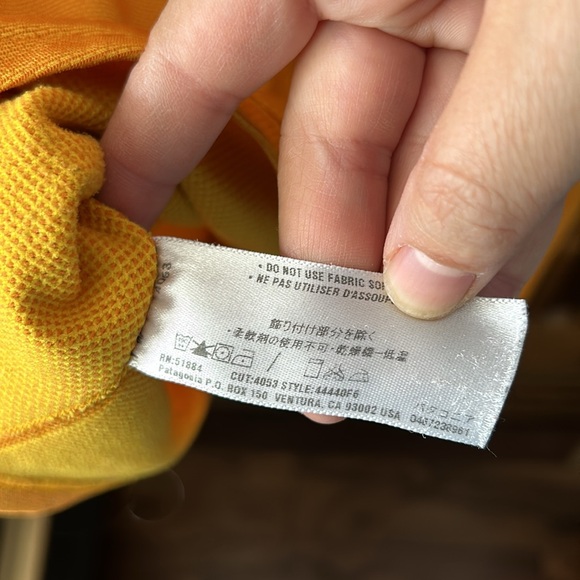 • DO NOT USE FABRIC SOF
• NE PAS UTILISER D'ASSOUP
飾り付け部分を除く
・柔軟剤の使用不可・乾燥機-低温
RN:51884 CUT:4053 STYLE:44440F6 パタゴニア
Patagonia P.O. BOX 150 VENTURA, CA 93002 USA